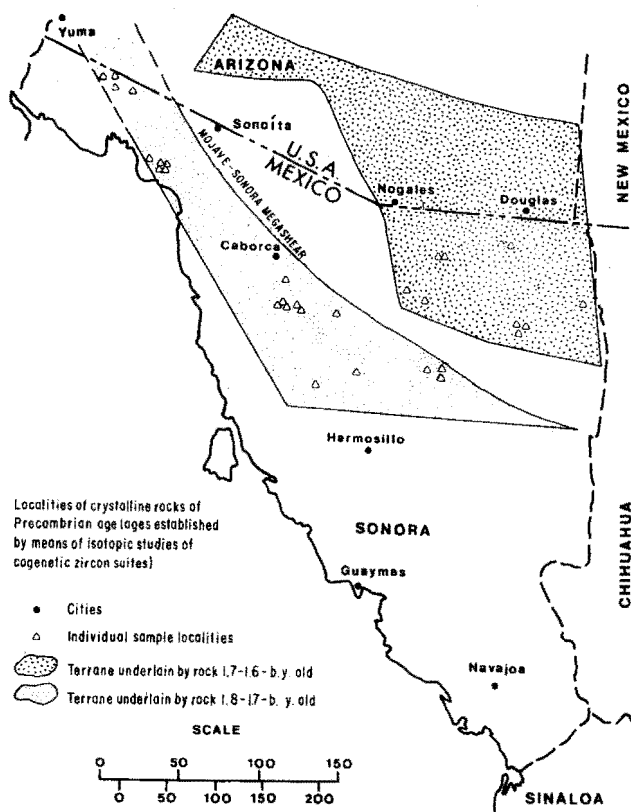 Yuma
ARIZONA
Sonoíta
U.S.A.
MEXICO
MOJAVE-SONORA MEGASHEAR
Nogales
Douglas
NEW MEXICO
Caborca
Hermosillo
Localities of crystalline rocks of
Precambrian age (ages established
by means of isotopic studies of
cogenetic zircon suites)
SONORA
CHIHUAHUA
Guaymas
Cities
Individual sample localities
Terrane underlain by rock 1.7-1.6-b.y. old
Terrane underlain by rock 1.8-1.7-b. y. old
Navajoa
SCALE
0 50 100 150
0 50 100 150 200
SINALOA